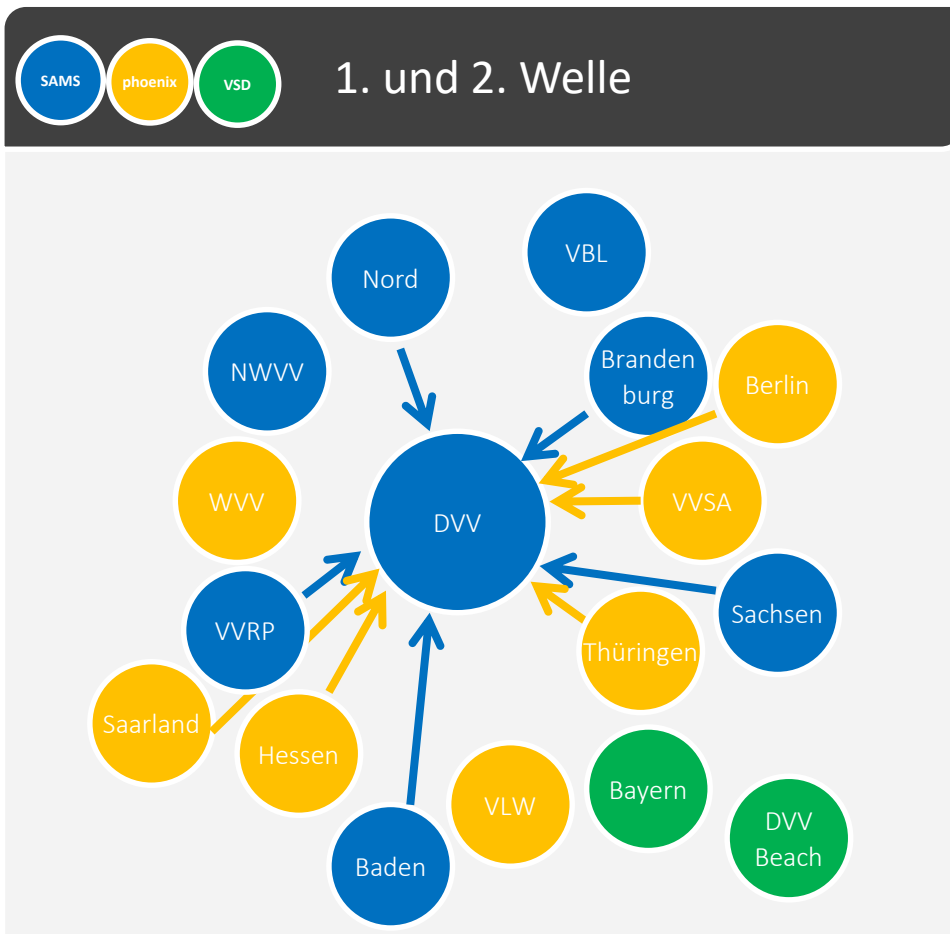 SAMS
phoenix
VSD
1. und 2. Welle
VBL
Nord
NWVV
Branden
burg
Berlin
WVV
VVSA
DVV
VVRP
Sachsen
Thüringen
Saarland
Hessen
Bayern
VLW
DVV
Beach
Baden